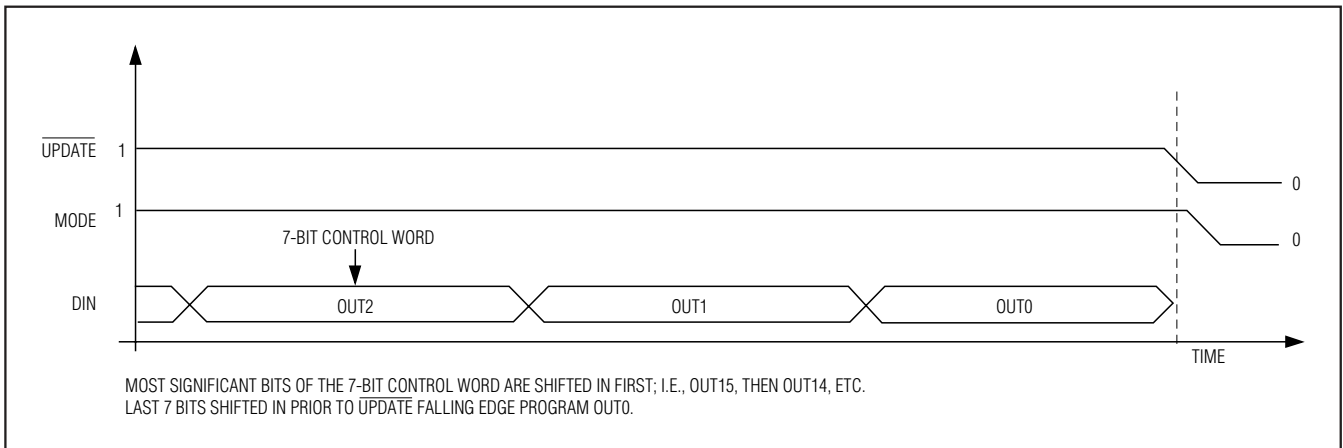 UPDATE 1
0
MODE 1
0
7-BIT CONTROL WORD
DIN OUT2 OUT1 OUT0
TIME
MOST SIGNIFICANT BITS OF THE 7-BIT CONTROL WORD ARE SHIFTED IN FIRST; I.E., OUT15, THEN OUT14, ETC.
LAST 7 BITS SHIFTED IN PRIOR TO UPDATE FALLING EDGE PROGRAM OUT0.